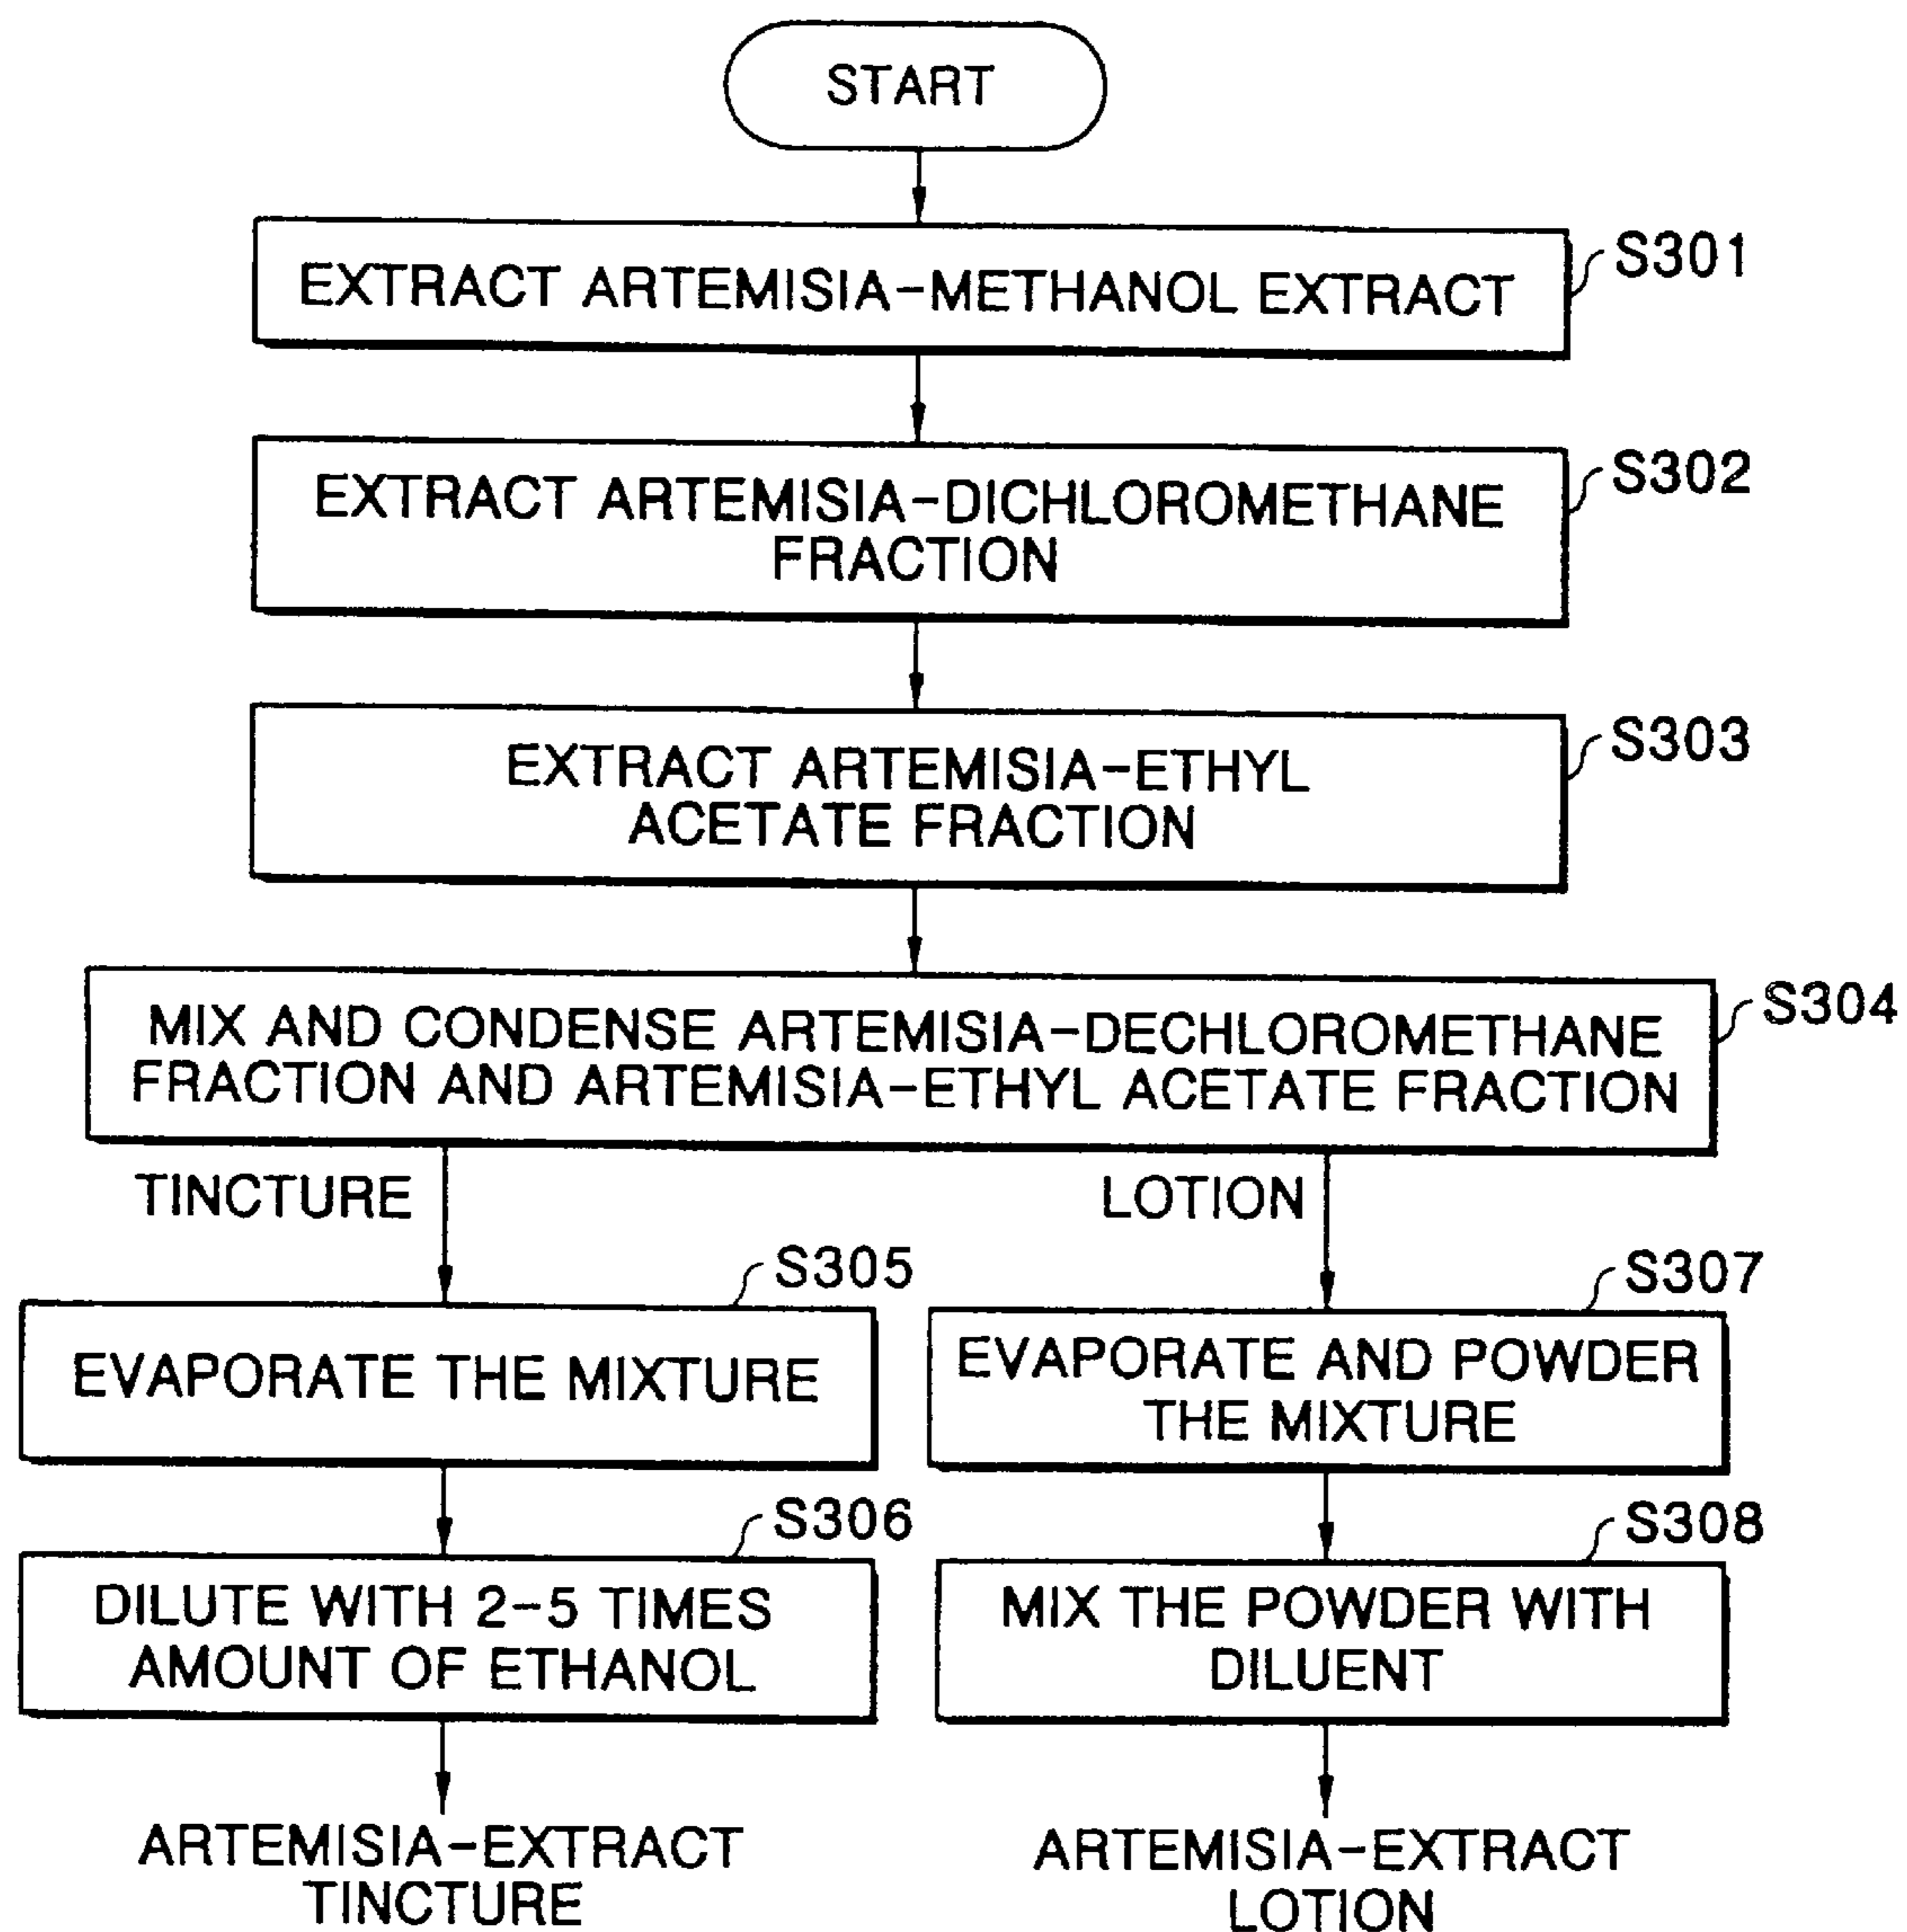 START
EXTRACT ARTEMISIA-METHANOL EXTRACT
S301
EXTRACT ARTEMISIA-DICHLOROMETHANE
FRACTION
S302
EXTRACT ARTEMISIA-ETHYL
ACETATE FRACTION
S303
MIX AND CONDENSE ARTEMISIA-DECHLOROMETHANE
FRACTION AND ARTEMISIA-ETHYL ACETATE FRACTION
S304
TINCTURE
LOTION
S305
EVAPORATE THE MIXTURE
S307
EVAPORATE AND POWDER
THE MIXTURE
S306
DILUTE WITH 2-5 TIMES
AMOUNT OF ETHANOL
S308
MIX THE POWDER WITH
DILUENT
ARTEMISIA-EXTRACT
TINCTURE
ARTEMISIA-EXTRACT
LOTION